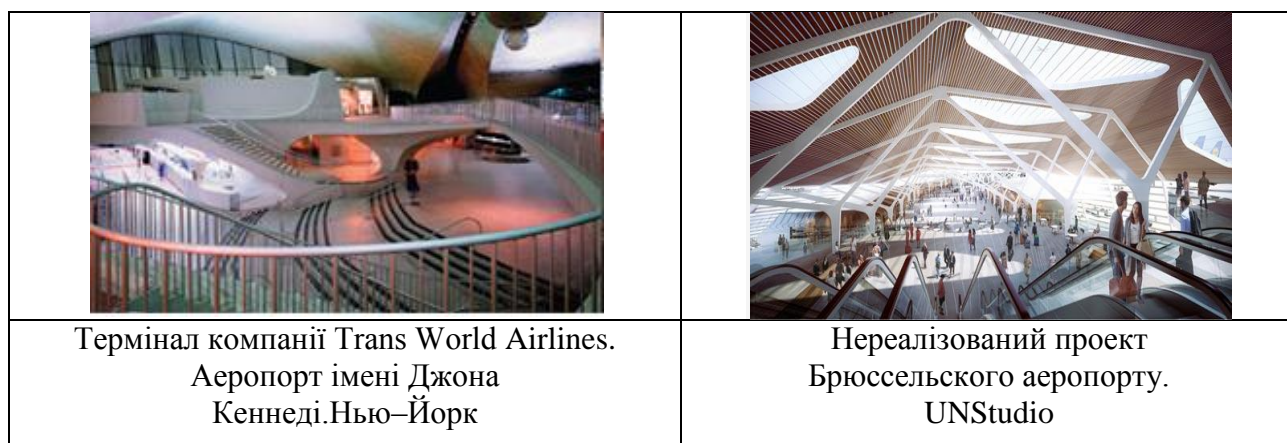 Термінал компанії Trans World Airlines.
Аеропорт імені Джона
Кеннеді.Нью–Йорк
Нереалізований проект
Брюссельского аеропорту.
UNStudio